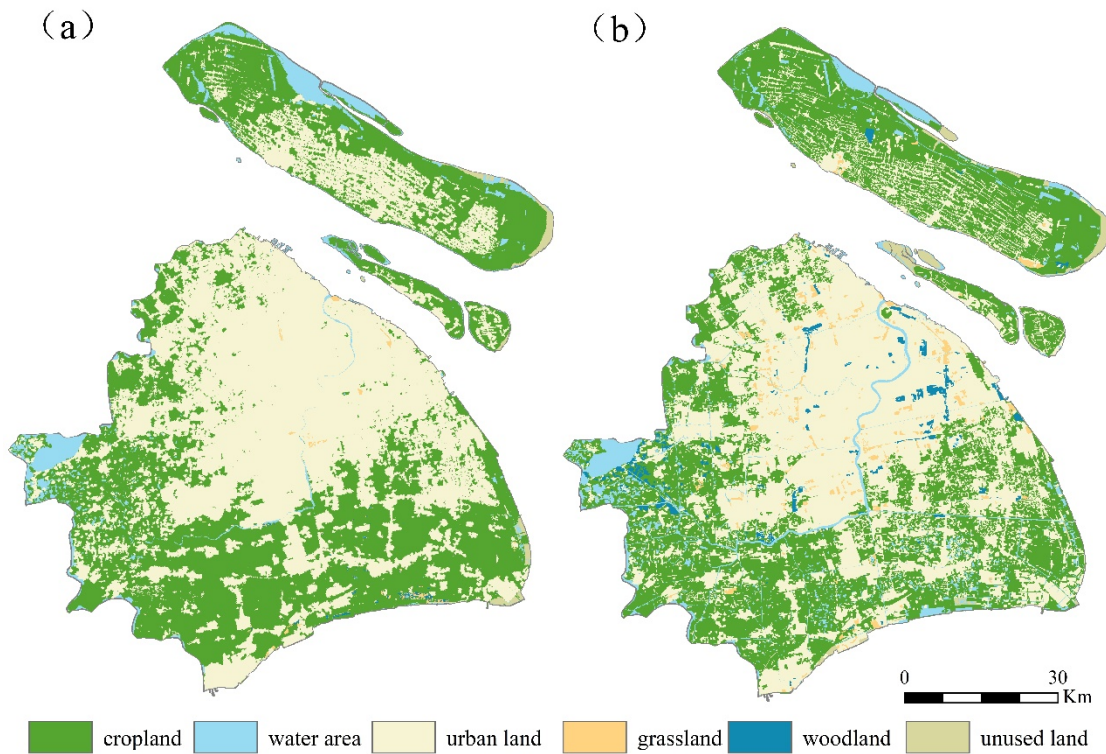 （a） （b）
0 30
Km
cropland water area urban land grassland woodland unused land